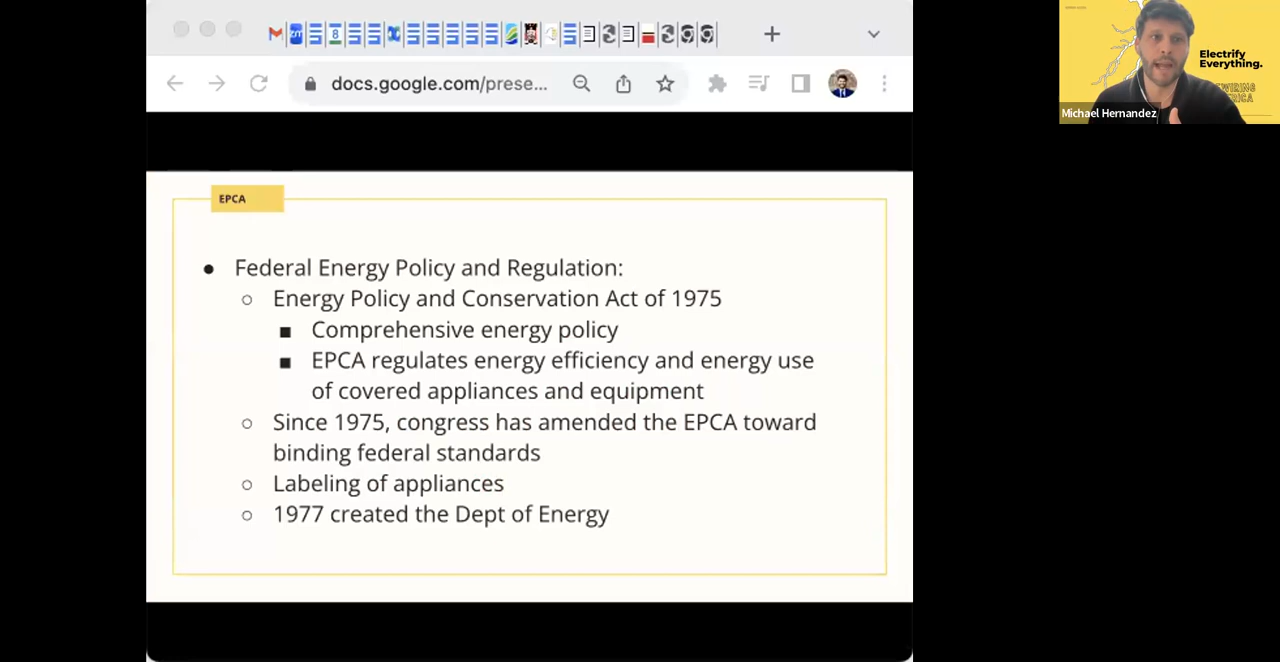 docs.google.com/prese...
EPCA
● Federal Energy Policy and Regulation:
○ Energy Policy and Conservation Act of 1975
■ Comprehensive energy policy
■ EPCA regulates energy efficiency and energy use
of covered appliances and equipment
○ Since 1975, congress has amended the EPCA toward
binding federal standards
○ Labeling of appliances
○ 1977 created the Dept of Energy
Electrify
Everything.
Michael Hernandez